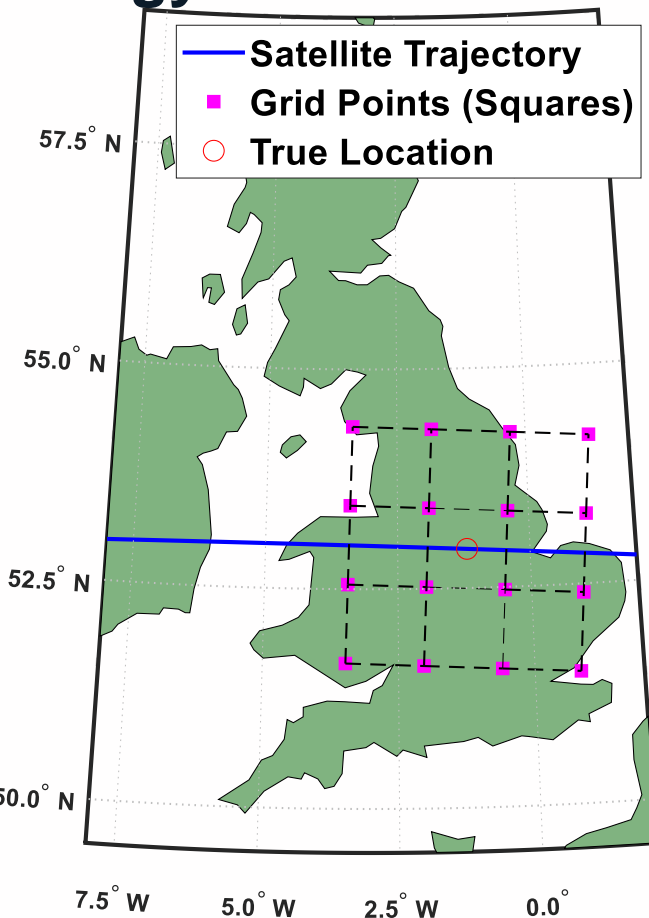 Satellite Trajectory
Grid Points (Squares)
True Location
57.5° N
55.0° N
52.5° N
50.0° N
7.5° W
5.0° W
2.5° W
0.0°